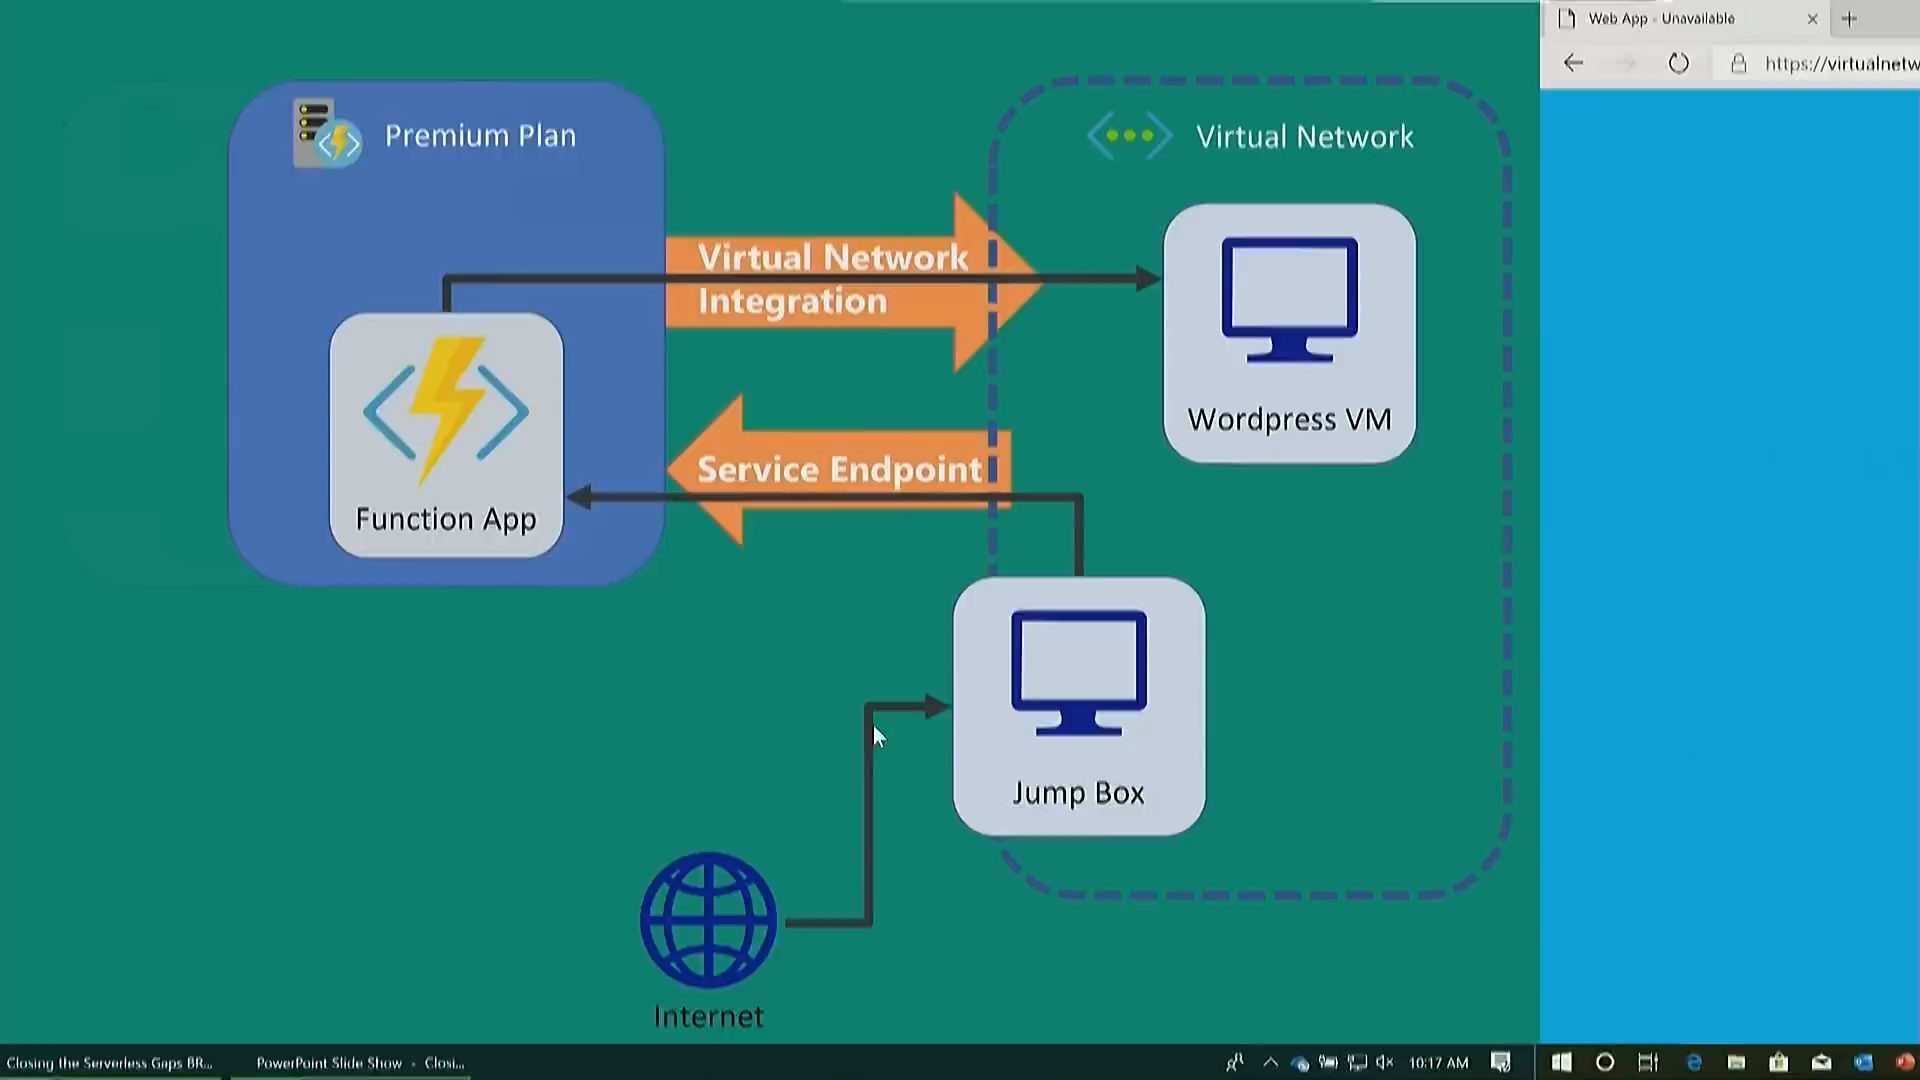 Web App - Unavailable
https://virtualnetw
Premium Plan
Virtual Network
Virtual Network
Integration
Wordpress VM
Function App
Service Endpoint
Jump Box
Internet
Closing the Serverless Gaps BR...
PowerPoint Slide Show - Closi...
10:17 AM